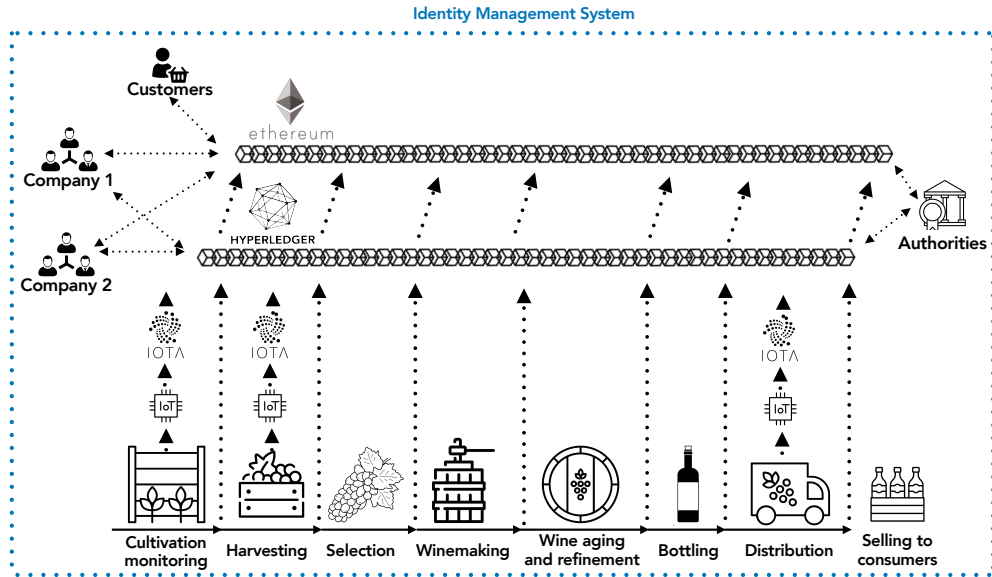 Identity Management System
Customers
ethereum
Company 1
HYPERLEDGER
Authorities
Company 2
IOTA
IOTA
IOTA
IoT
IoT
IoT
Cultivation
monitoring
Harvesting
Selection
Winemaking
Wine aging
and refinement
Bottling
Distribution
Selling to
consumers